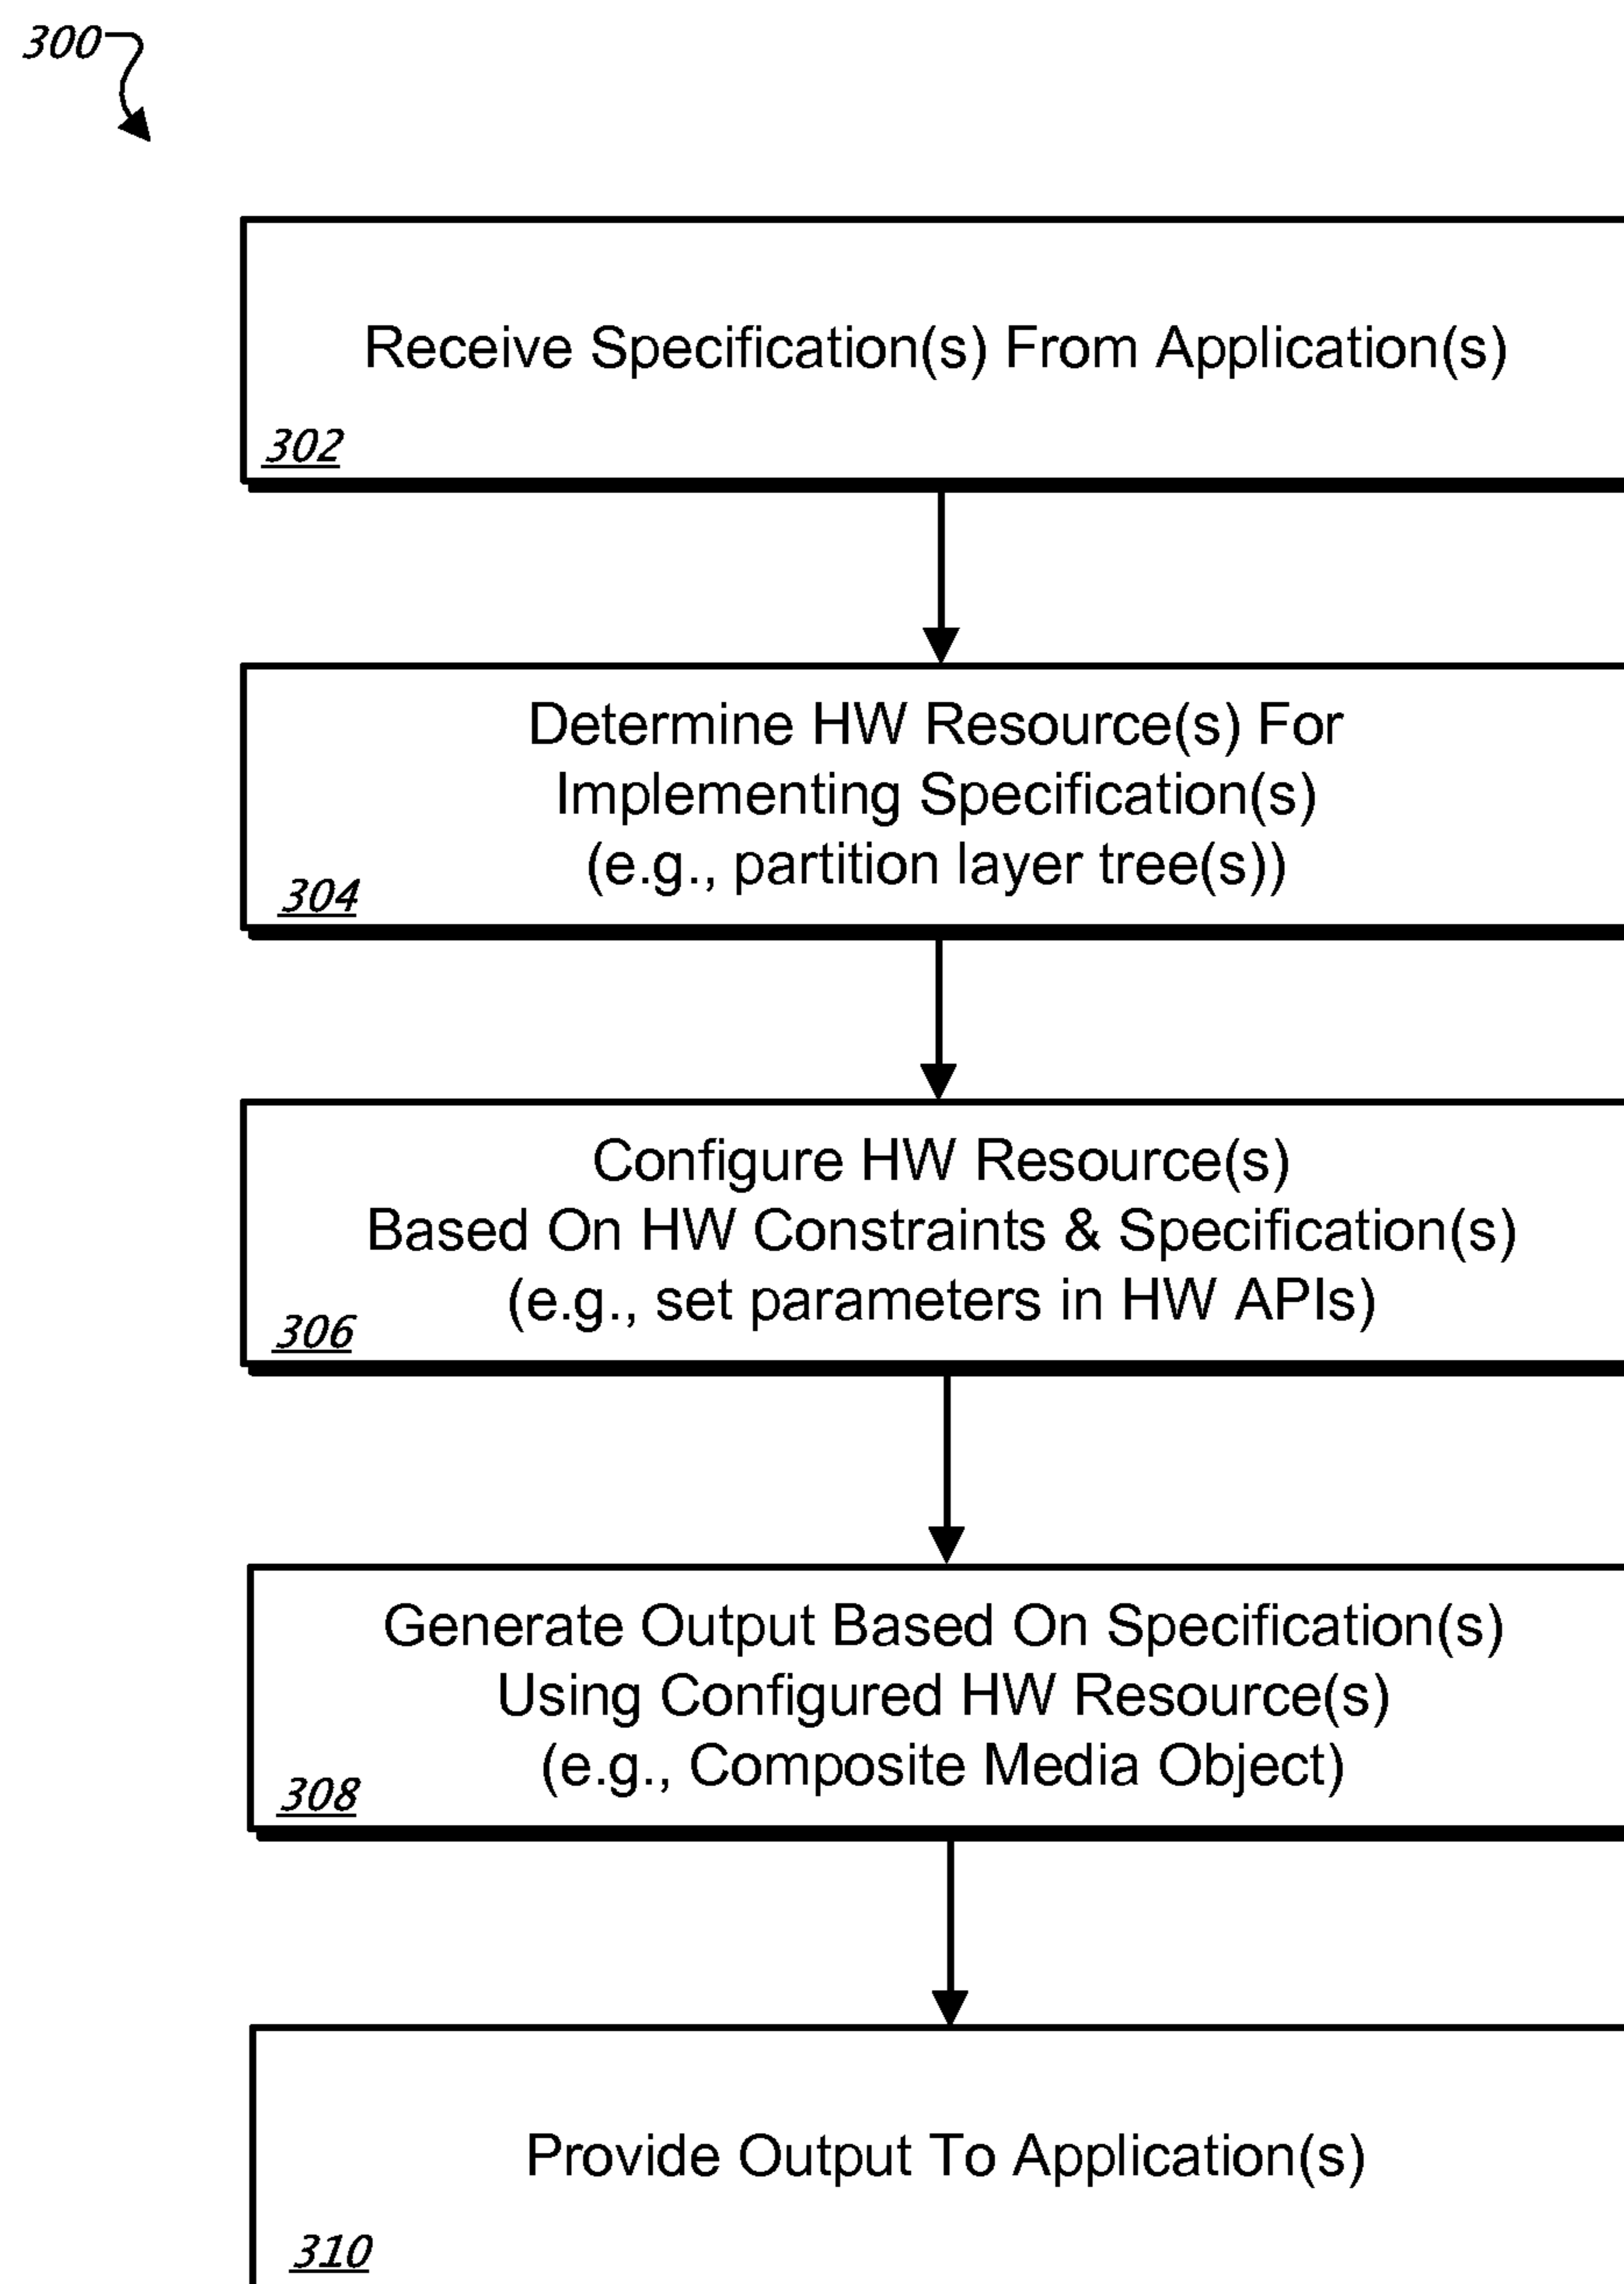 300
Receive Specification(s) From Application(s)
302
Determine HW Resource(s) For
Implementing Specification(s)
(e.g., partition layer tree(s))
304
Configure HW Resource(s)
Based On HW Constraints & Specification(s)
(e.g., set parameters in HW APIs)
306
Generate Output Based On Specification(s)
Using Configured HW Resource(s)
(e.g., Composite Media Object)
308
Provide Output To Application(s)
310